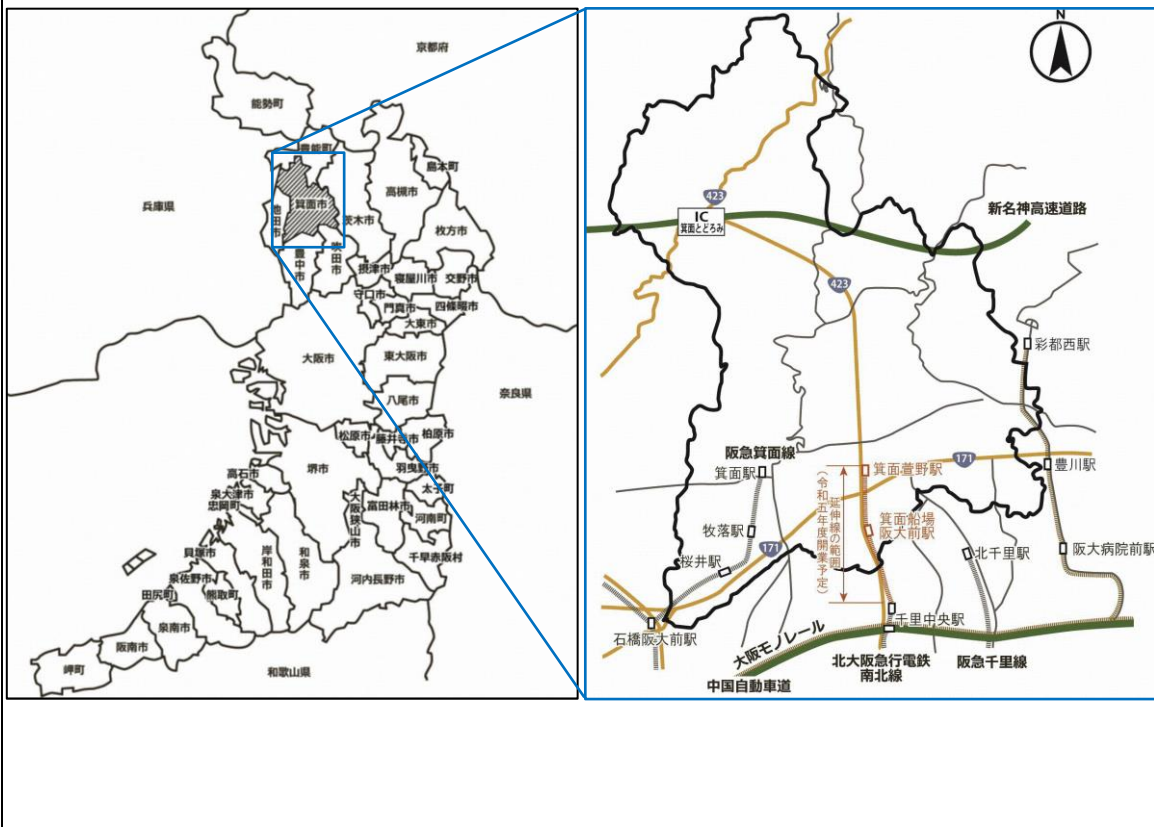 京都府
能勢町
豊能町
島本町
高槻市
兵庫県
箕面市
池田市
茨木市
枚方市
豊中市
吹田市
摂津市
寝屋川市
交野市
守口市
門真市
四條畷市
大東市
大阪市
東大阪市
奈良県
八尾市
松原市
藤井寺市
柏原市
堺市
羽曳野市
高石市
太子町
泉大津市
忠岡町
大阪狭山市
富田林市
河南町
千早赤阪村
和泉市
岸和田市
貝塚市
河内長野市
泉佐野市
熊取町
田尻町
泉南市
阪南市
岬町
和歌山県
N
423
IC
箕面とどろみ
新名神高速道路
423
彩都西駅
阪急箕面線
箕面駅
箕面萱野駅
171
豊川駅
延伸線の範囲
(令和五年度開業予定)
箕面船場
阪大前駅
牧落駅
171
桜井駅
北千里駅
阪大病院前駅
千里中央駅
石橋阪大前駅
大阪モノレール
北大阪急行電鉄
南北線
阪急千里線
中国自動車道